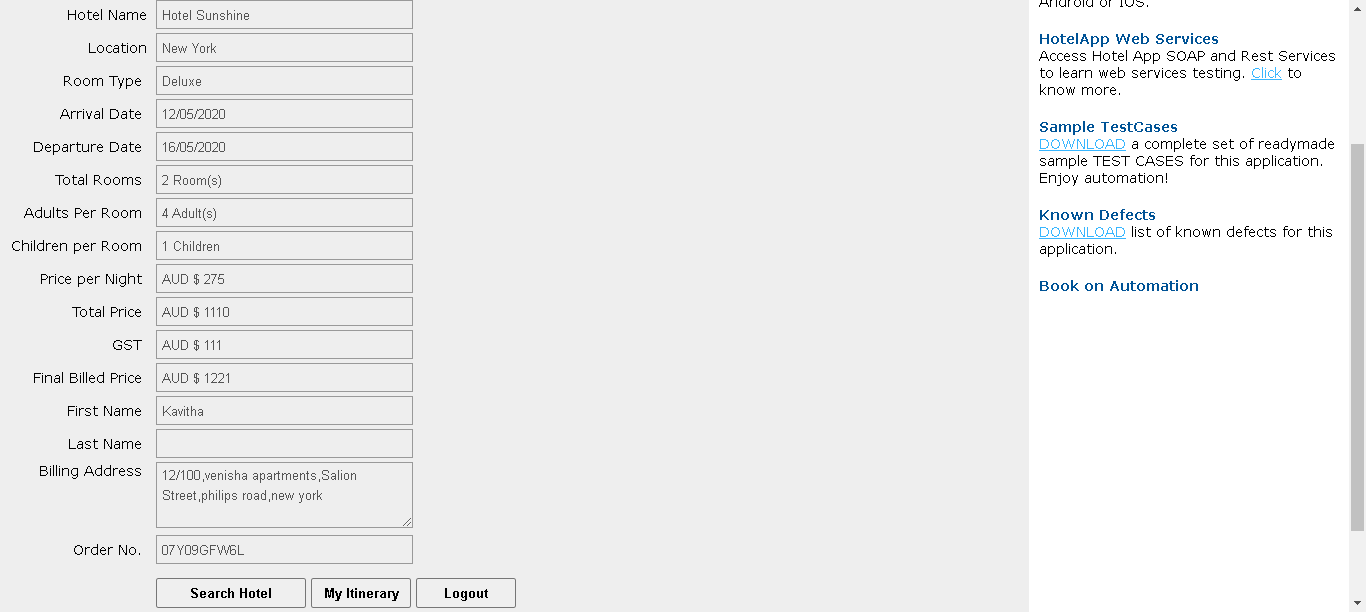 Hotel Name Hotel Sunshine
Location New York
Room Type Deluxe
Arrival Date 12/05/2020
Departure Date 16/05/2020
Total Rooms 2 Room(s)
Adults Per Room 4 Adult(s)
Children per Room 1 Children
Price per Night AUD $ 275
Total Price AUD $ 1110
GST AUD $ 111
Final Billed Price AUD $ 1221
First Name Kavitha
Last Name
Billing Address 12/100,venisha apartments,Salion
Street,philips road,new york
Order No. 07Y09GFW6L
Search Hotel My Itinerary Logout
Android or IOS.
HotelApp Web Services
Access Hotel App SOAP and Rest Services
to learn web services testing. Click to
know more.
Sample TestCases
DOWNLOAD a complete set of readymade
sample TEST CASES for this application.
Enjoy automation!
Known Defects
DOWNLOAD list of known defects for this
application.
Book on Automation